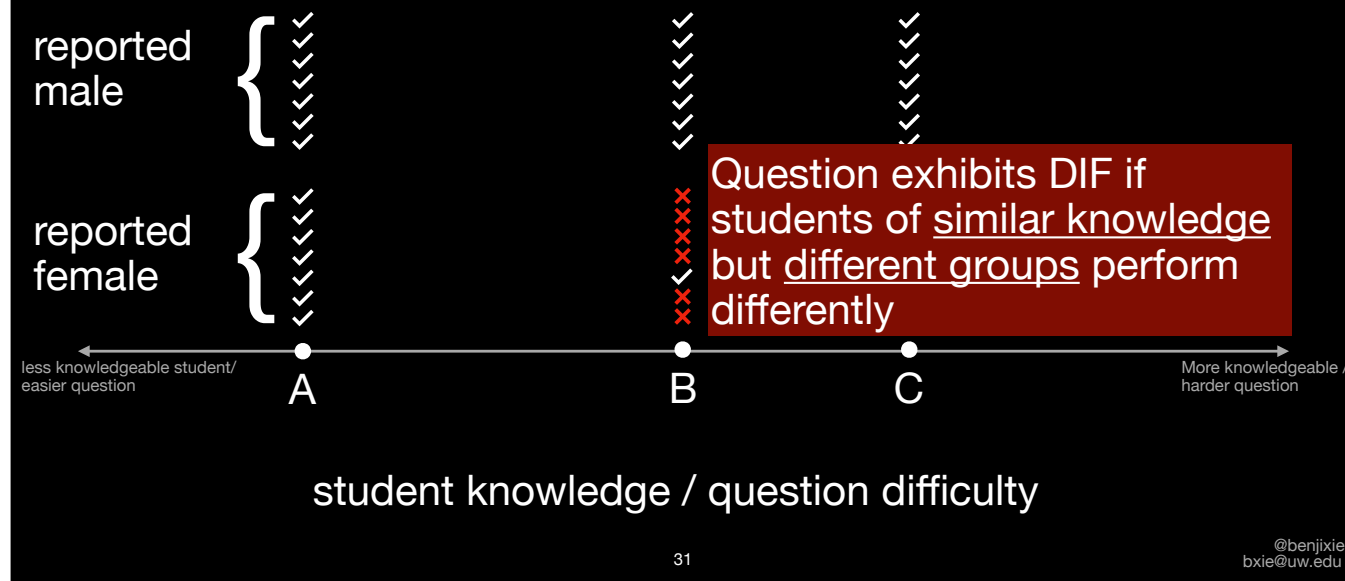 reported
male
reported
female
Question exhibits DIF if
students of similar knowledge
but different groups perform
differently
less knowledgeable student/
easier question
More knowledgeable /
harder question
A
B
C
student knowledge / question difficulty
31
@benjixie
bxie@uw.edu